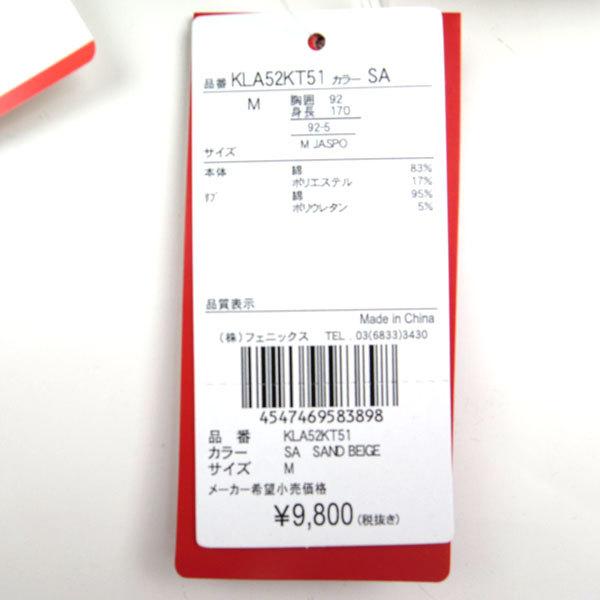 品番 KLA52KT51 カラー SA
M 胸囲 92
身長 170
92-5
M JASPO
サイズ
本体 綿 83%
ポリエステル 17%
ﾘﾌﾞ 綿 95%
ポリウレタン 5%
品質表示
Made in China
(株)フェニックス TEL. 03(6833)3430
4547469583898
品 番 KLA52KT51
カラー SA SAND BEIGE
サイズ M
メーカー希望小売価格
¥9,800(税抜き)